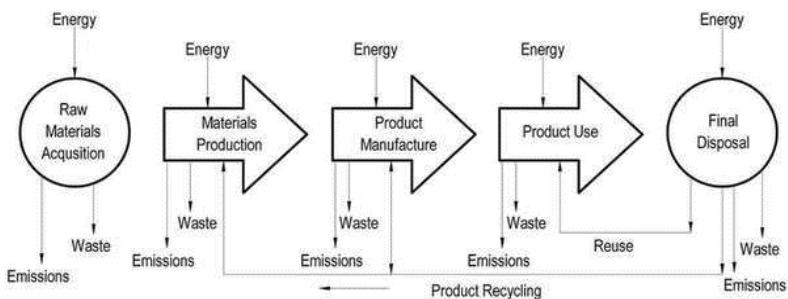 Energy
Energy
Energy
Energy
Energy
Raw
Materials
Acqusition
Materials
Production
Product
Manufacture
Product Use
Final
Disposal
Waste
Emissions
Waste
Emissions
Waste
Emissions
Waste
Emissions
Reuse
Waste
Emissions
Product Recycling